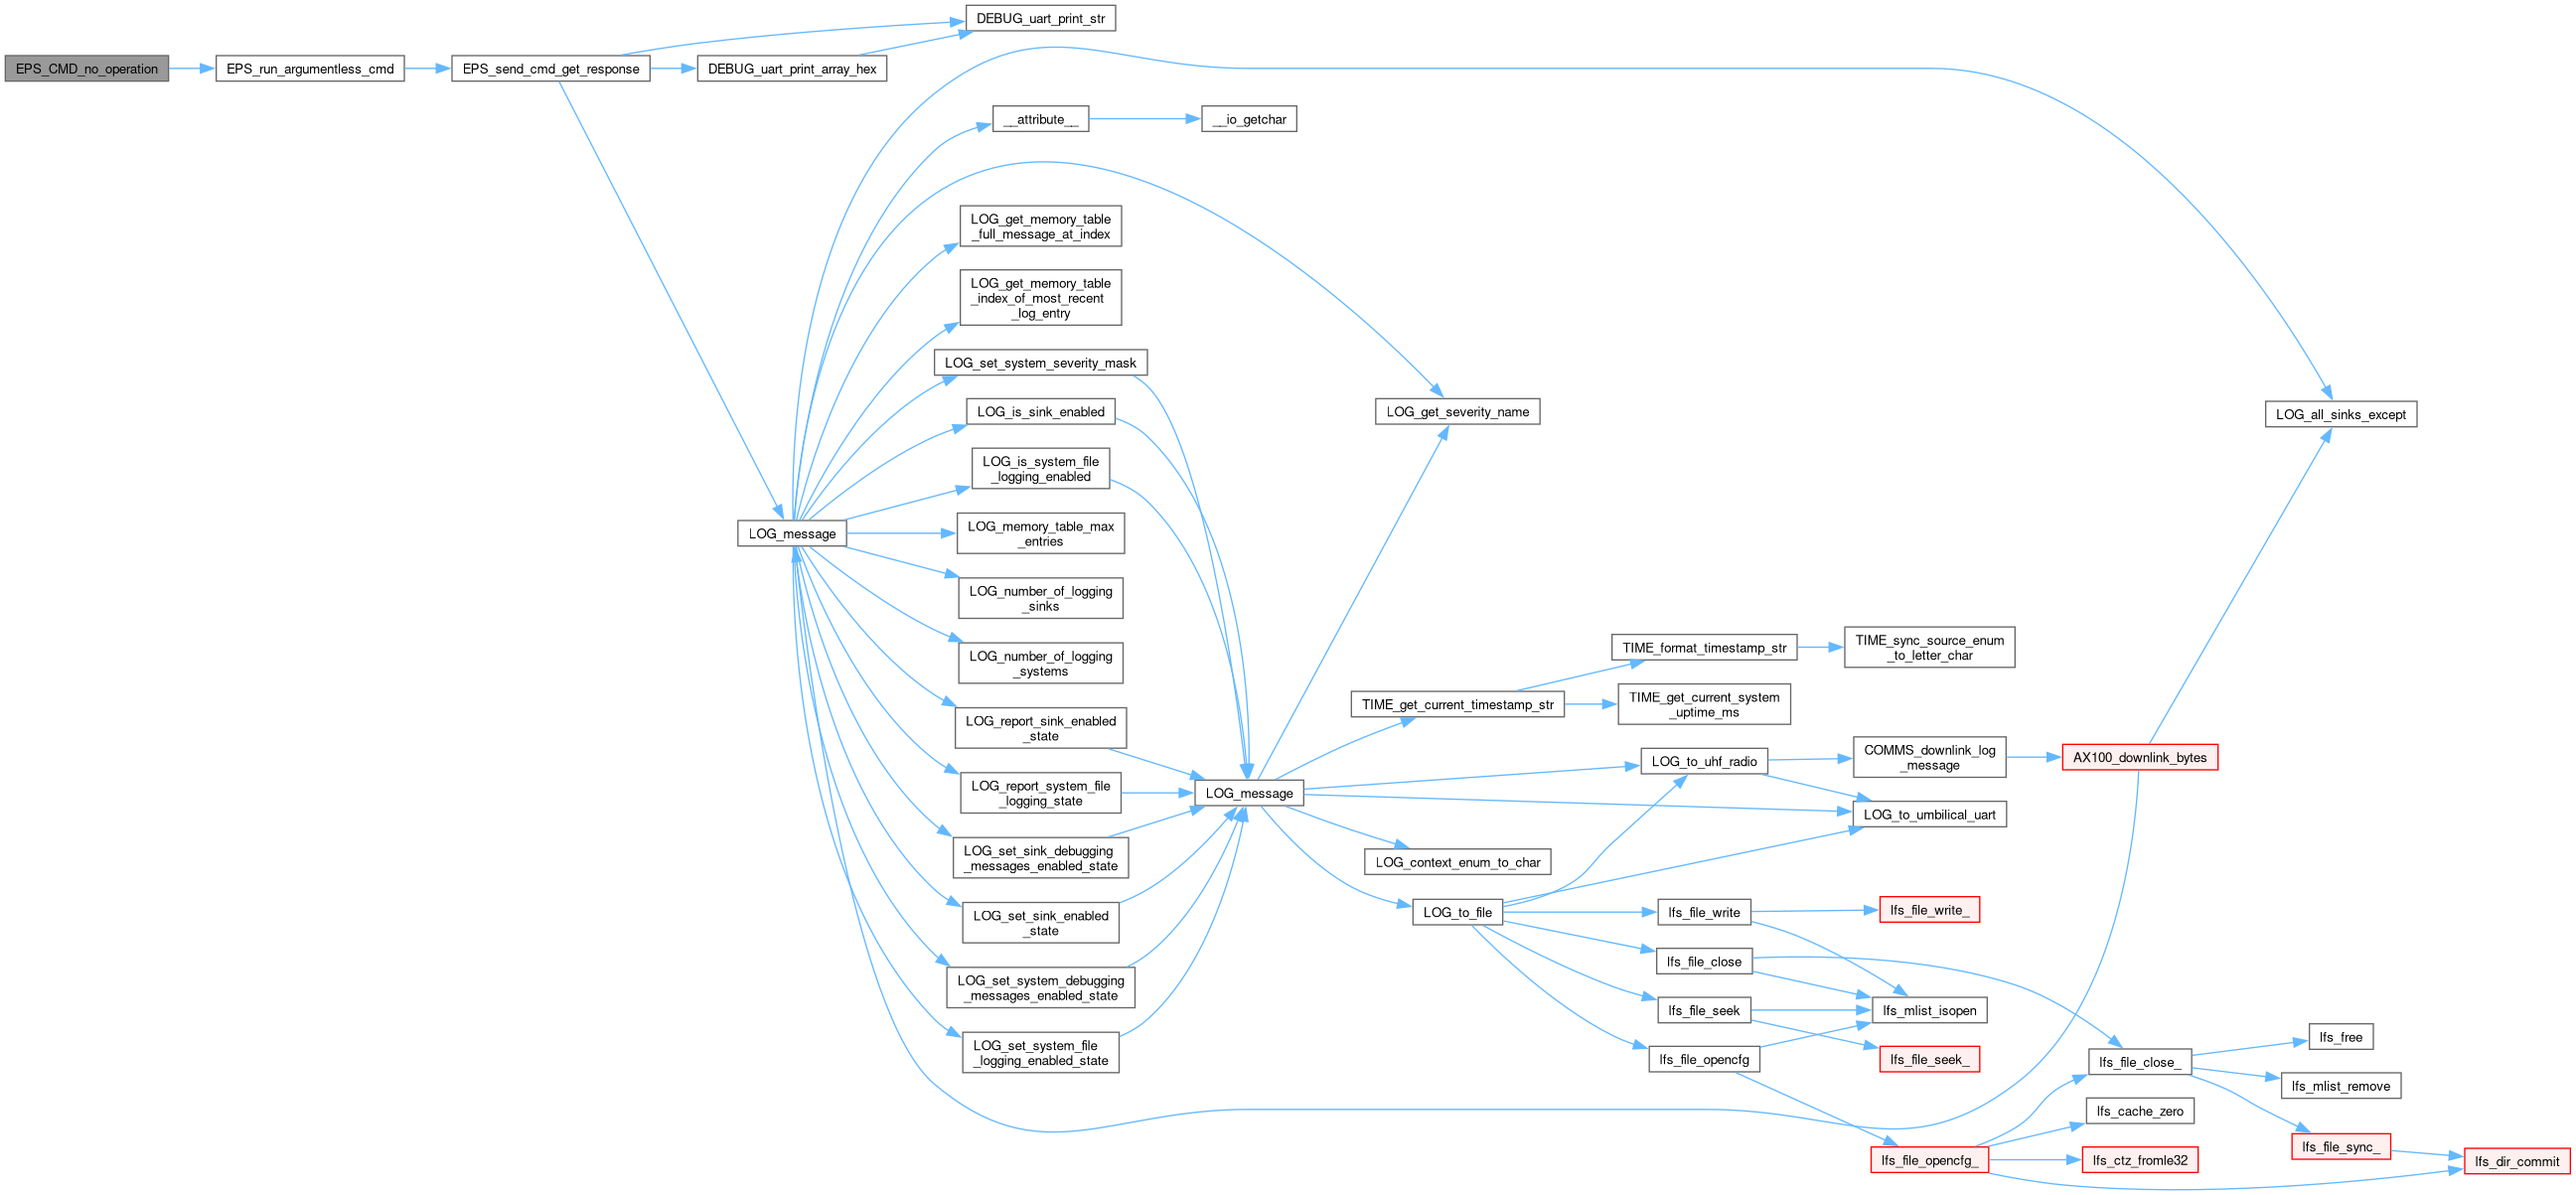 DEBUG_uart_print_str
EPS_CMD_no_operation
EPS_run_argumentless_cmd
EPS_send_cmd_get_response
DEBUG_uart_print_array_hex
__attribute__
__io_getchar
LOG_get_memory_table
_full_message_at_index
LOG_get_memory_table
_index_of_most_recent
_log_entry
LOG_set_system_severity_mask
LOG_is_sink_enabled
LOG_get_severity_name
LOG_all_sinks_except
LOG_is_system_file
_logging_enabled
LOG_message
LOG_memory_table_max
_entries
LOG_number_of_logging
_sinks
LOG_number_of_logging
_systems
TIME_format_timestamp_str
TIME_sync_source_enum
_to_letter_char
TIME_get_current_timestamp_str
TIME_get_current_system
_uptime_ms
LOG_report_sink_enabled
_state
LOG_to_uhf_radio
COMMS_downlink_log
_message
AX100_downlink_bytes
LOG_report_system_file
_logging_state
LOG_message
LOG_to_umbilical_uart
LOG_set_sink_debugging
_messages_enabled_state
LOG_context_enum_to_char
LOG_set_sink_enabled
_state
LOG_to_file
lfs_file_write
lfs_file_write_
lfs_file_close
LOG_set_system_debugging
_messages_enabled_state
lfs_file_seek
lfs_mlist_isopen
LOG_set_system_file
_logging_enabled_state
lfs_file_opencfg
lfs_file_seek_
lfs_file_close_
lfs_free
lfs_mlist_remove
lfs_cache_zero
lfs_file_opencfg_
lfs_ctz_fromle32
lfs_file_sync_
lfs_dir_commit